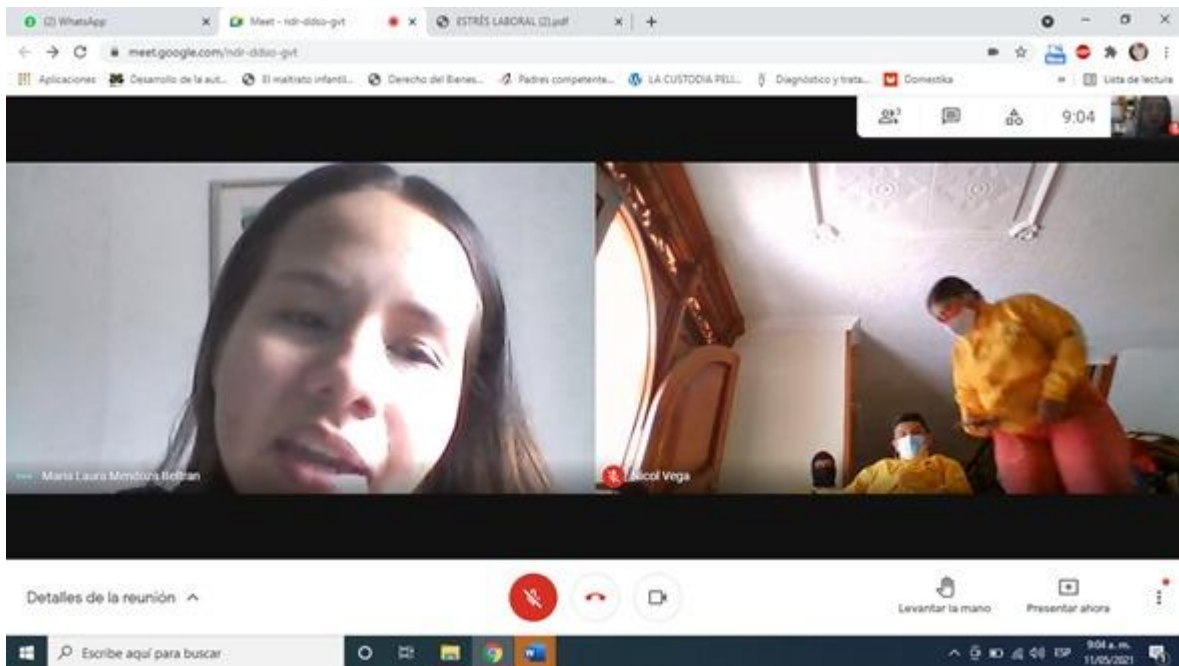 (2) WhatsApp
Meet - ndr-ddso-gvt
ESTRÉS LABORAL (2).pdf
meet.google.com/ndr-ddso-gvt
Aplicaciones
Desarrollo de la aut...
El maltrato infanti...
Derecho del Bienes...
Padres competente...
LA CUSTODIA PELI...
Diagnóstico y trata...
Domestika
Lista de lectura
3
9:04
Maria Laura Mendoza Beltran
Nicol Vega
Detalles de la reunión
Levantar la mano
Presentar ahora
Escribe aquí para buscar
ESP
9:04 a. m.
11/05/2021